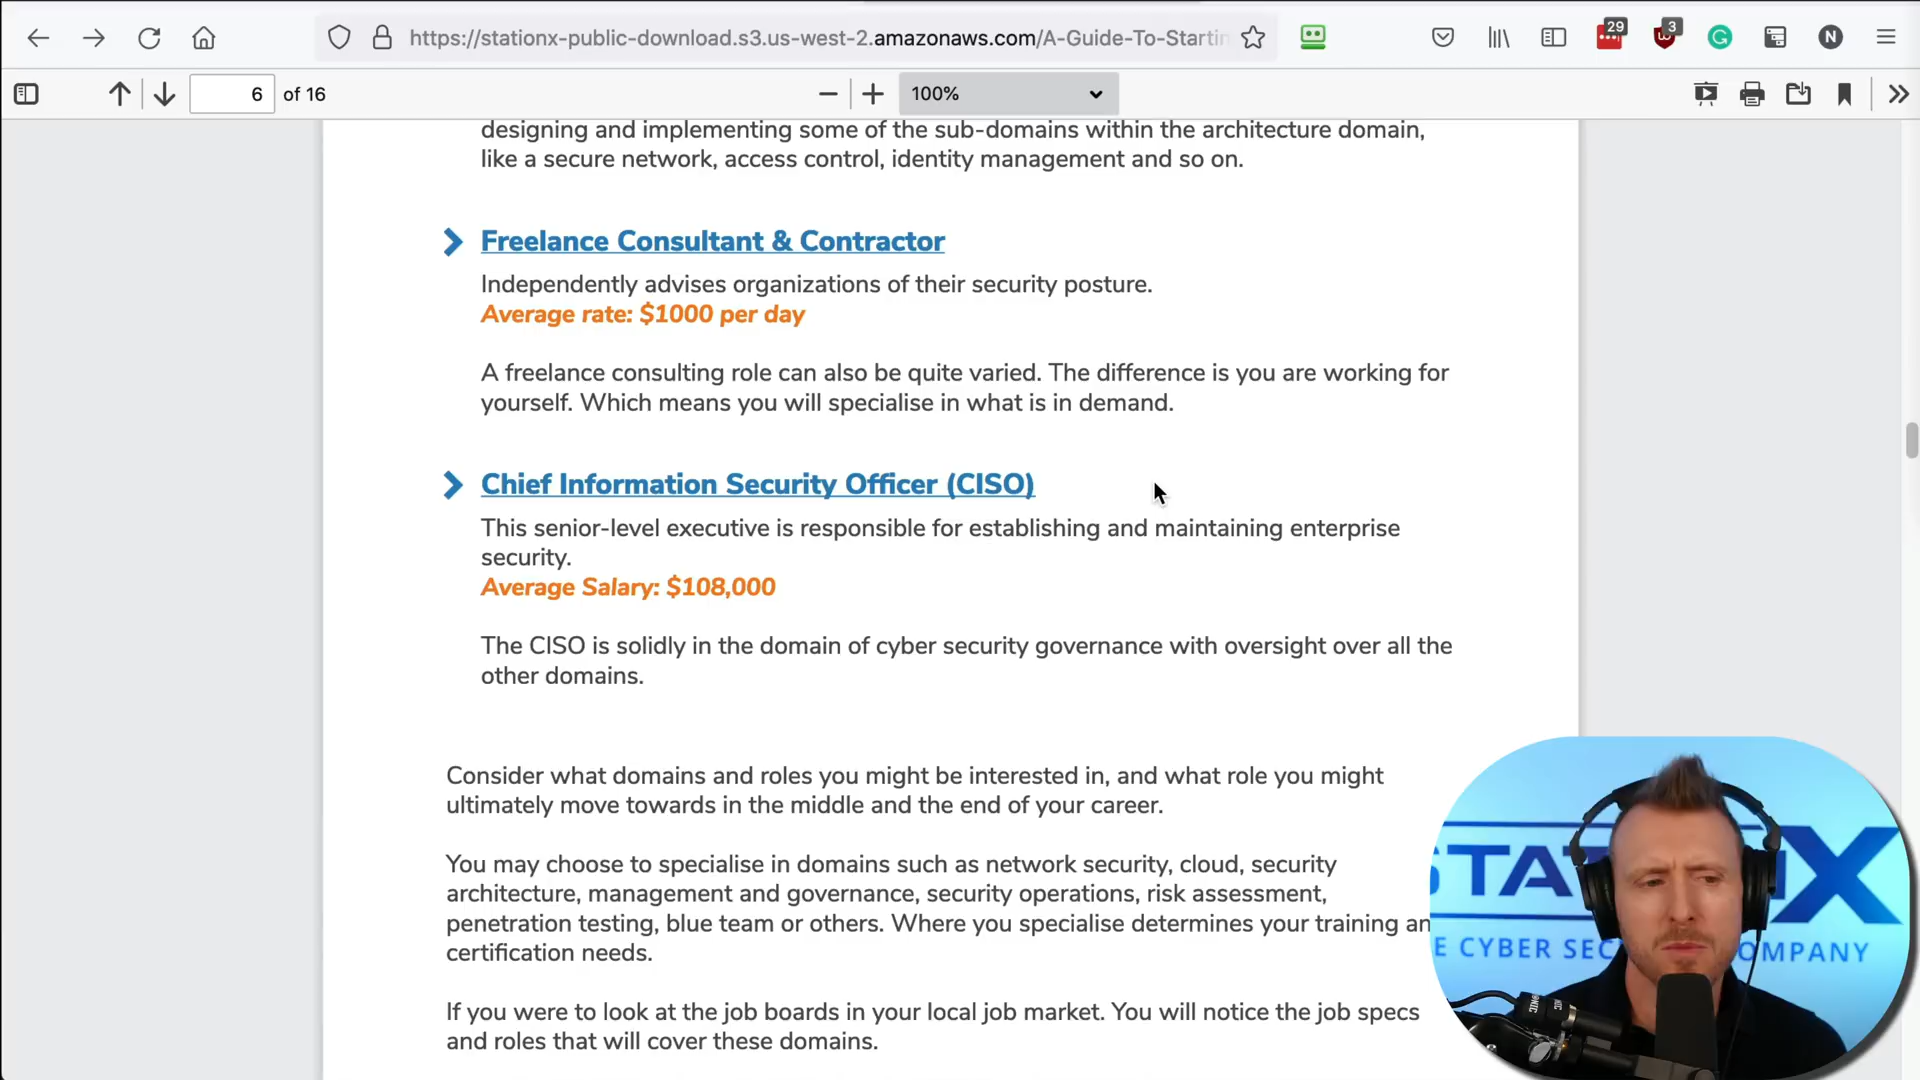 https://stationx-public-download.s3.us-west-2.amazonaws.com/A-Guide-To-Startin
29
3
N
6 of 16
100%
designing and implementing some of the sub-domains within the architecture domain,
like a secure network, access control, identity management and so on.
Freelance Consultant & Contractor
Independently advises organizations of their security posture.
Average rate: $1000 per day
A freelance consulting role can also be quite varied. The difference is you are working for
yourself. Which means you will specialise in what is in demand.
Chief Information Security Officer (CISO)
This senior-level executive is responsible for establishing and maintaining enterprise
security.
Average Salary: $108,000
The CISO is solidly in the domain of cyber security governance with oversight over all the
other domains.
Consider what domains and roles you might be interested in, and what role you might
ultimately move towards in the middle and the end of your career.
You may choose to specialise in domains such as network security, cloud, security
architecture, management and governance, security operations, risk assessment,
penetration testing, blue team or others. Where you specialise determines your training an
certification needs.
If you were to look at the job boards in your local job market. You will notice the job specs
and roles that will cover these domains.
STA X
E CYBER SEC OMPANY